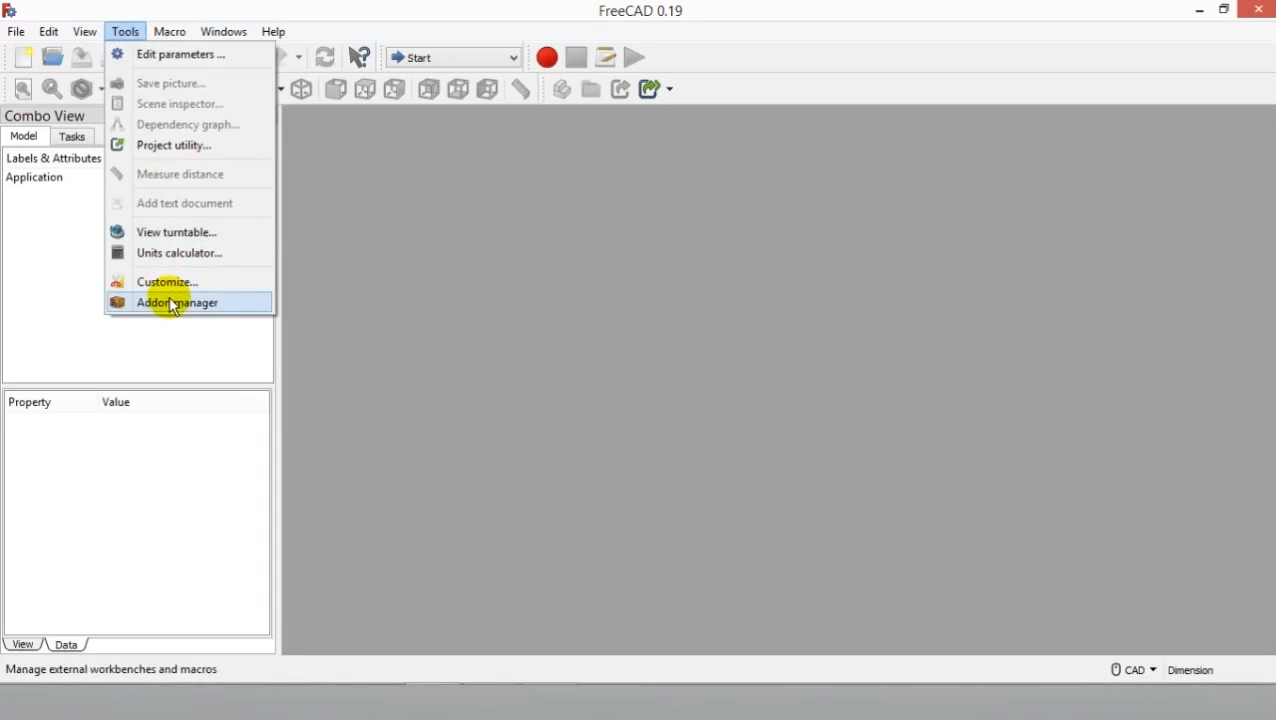 FreeCAD 0.19
File Edit View Tools Macro Windows Help
Edit parameters ...
Start
Save picture...
Scene inspector...
Combo View
Dependency graph...
Model Tasks
Project utility...
Labels & Attributes
Application
Measure distance
Add text document
View turntable...
Units calculator...
Customize...
Addon manager
Property Value
View Data
Manage external workbenches and macros
CAD Dimension